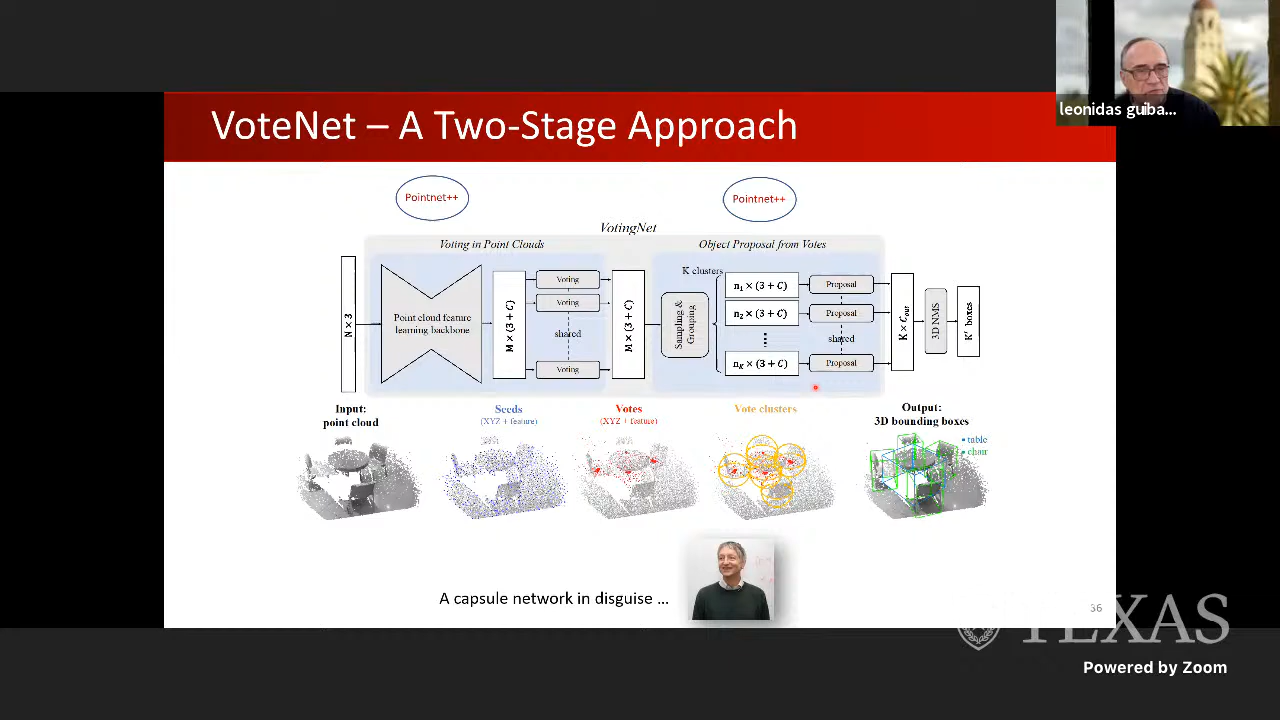 leonidas guiba...
VoteNet – A Two-Stage Approach
Pointnet++
Pointnet++
VotingNet
Voting in Point Clouds
Object Proposal from Votes
N × 3
Point cloud feature
learning backbone
M × (3 + C)
Voting
Voting
shared
Voting
M × (3 + C)
Sampling &
Grouping
K clusters
n₁ × (3 + C)
n₂ × (3 + C)
n_K × (3 + C)
Proposal
Proposal
shared
Proposal
K × C_out
3D NMS
K' boxes
Input:
point cloud
Seeds
(XYZ + feature)
Votes
(XYZ + feature)
Vote clusters
Output:
3D bounding boxes
• table
• chair
A capsule network in disguise ...
36
TEXAS
Powered by Zoom